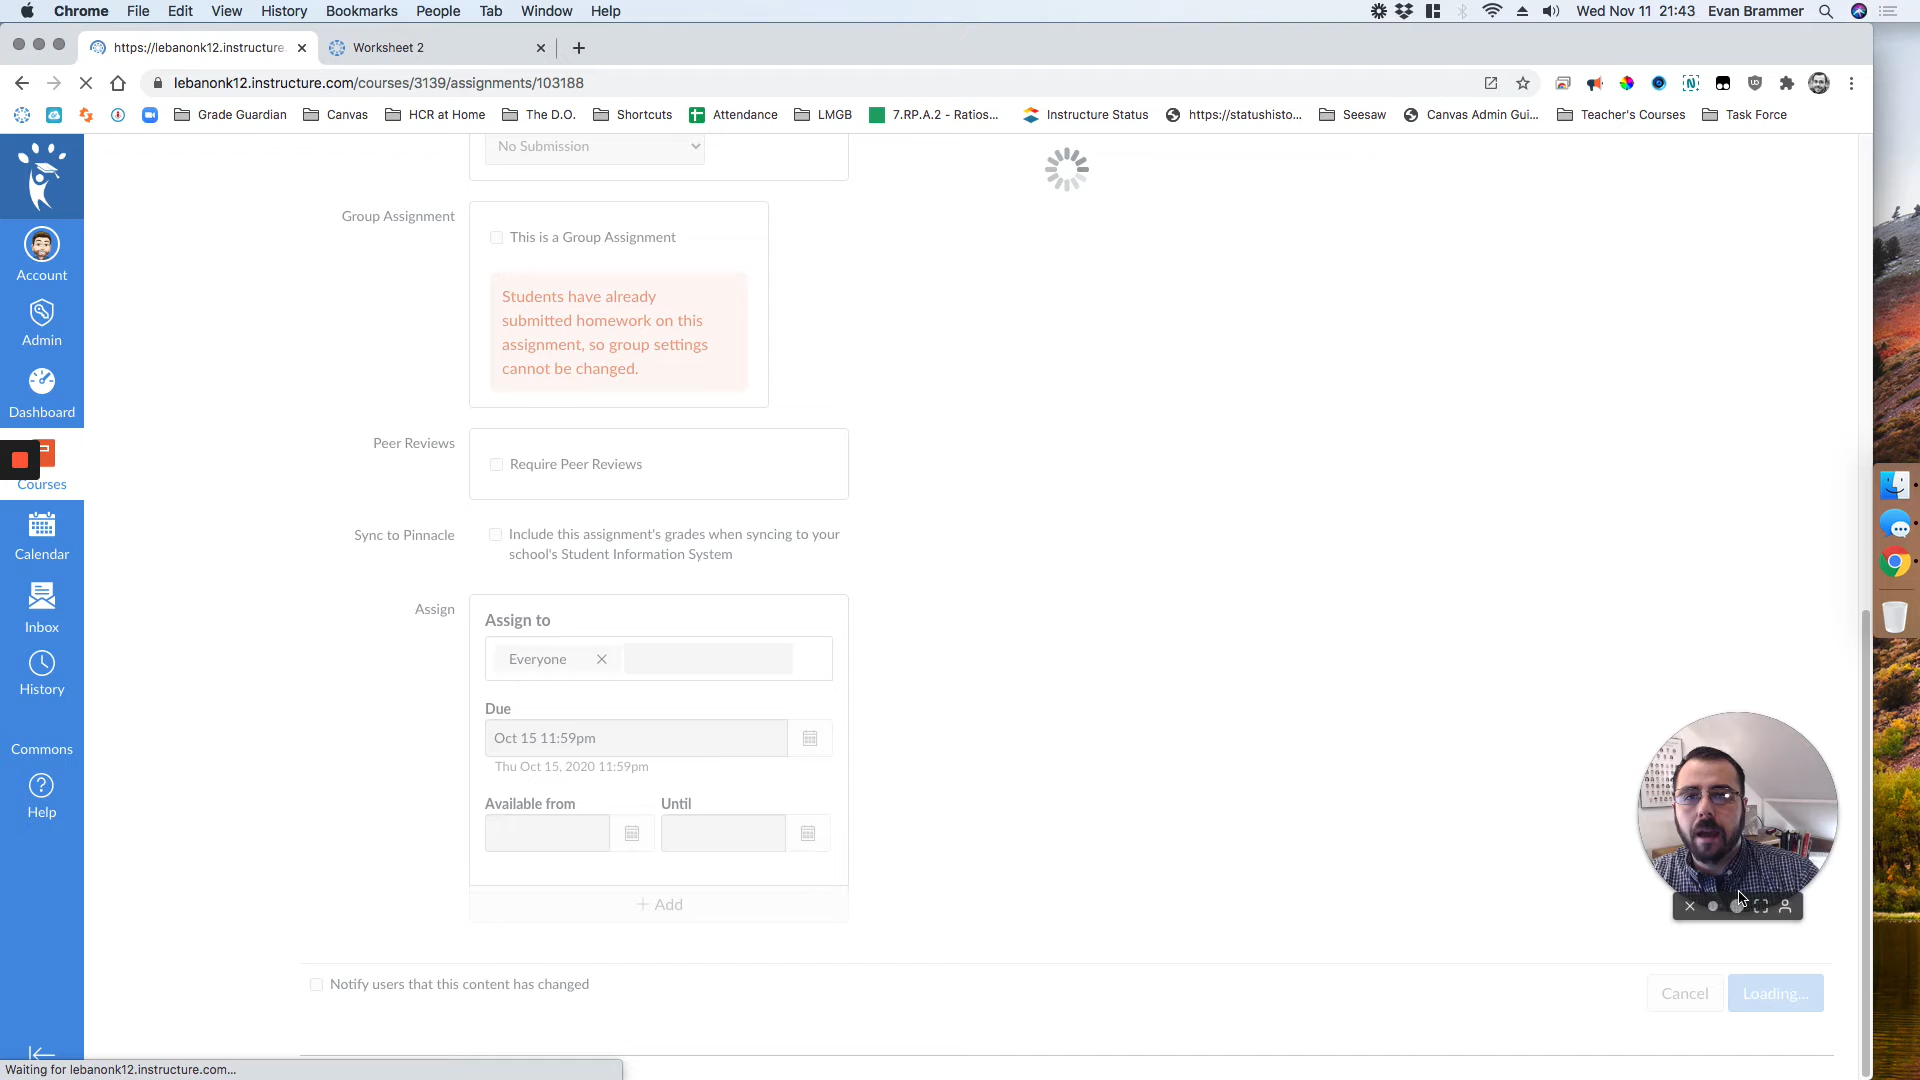 Chrome File Edit View History Bookmarks People Tab Window Help
Wed Nov 11 21:43 Evan Brammer
https://lebanonk12.instructure.
Worksheet 2
lebanonk12.instructure.com/courses/3139/assignments/103188
Grade Guardian Canvas HCR at Home The D.O. Shortcuts Attendance LMGB 7.RP.A.2 - Ratios... Instructure Status https://statushisto... Seesaw Canvas Admin Gui... Teacher's Courses Task Force
No Submission
Group Assignment
This is a Group Assignment
Students have already
submitted homework on this
assignment, so group settings
cannot be changed.
Peer Reviews
Require Peer Reviews
Sync to Pinnacle
Include this assignment's grades when syncing to your
school's Student Information System
Assign
Assign to
Everyone
Due
Oct 15 11:59pm
Thu Oct 15, 2020 11:59pm
Available from
Until
+ Add
Notify users that this content has changed
Cancel
Loading...
Account
Admin
Dashboard
Courses
Calendar
Inbox
History
Commons
Help
Waiting for lebanonk12.instructure.com...